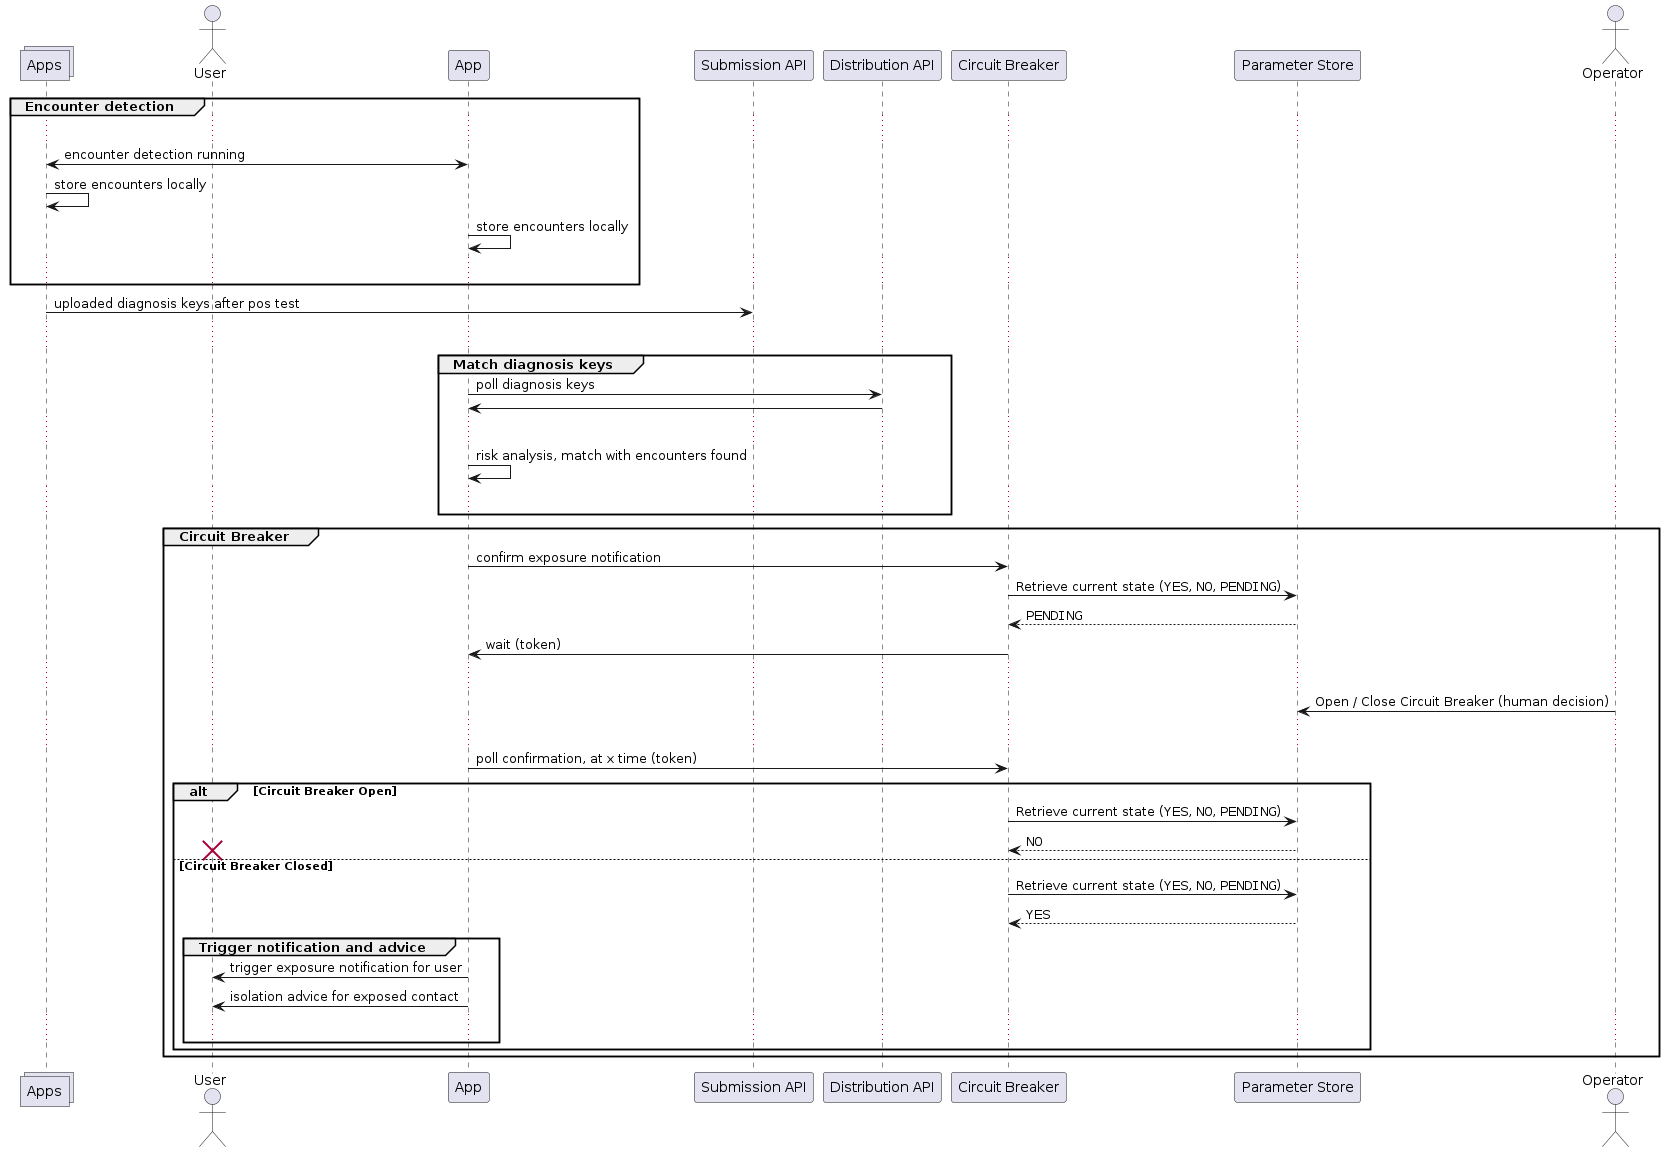 Apps
User
App
Submission API
Distribution API
Circuit Breaker
Parameter Store
Operator
Encounter detection
encounter detection running
store encounters locally
store encounters locally
uploaded diagnosis keys after pos test
Match diagnosis keys
poll diagnosis keys
risk analysis, match with encounters found
Circuit Breaker
confirm exposure notification
Retrieve current state (YES, NO, PENDING)
PENDING
wait (token)
Open / Close Circuit Breaker (human decision)
poll confirmation, at x time (token)
alt
[Circuit Breaker Open]
Retrieve current state (YES, NO, PENDING)
NO
[Circuit Breaker Closed]
Retrieve current state (YES, NO, PENDING)
YES
Trigger notification and advice
trigger exposure notification for user
isolation advice for exposed contact
Apps
User
App
Submission API
Distribution API
Circuit Breaker
Parameter Store
Operator